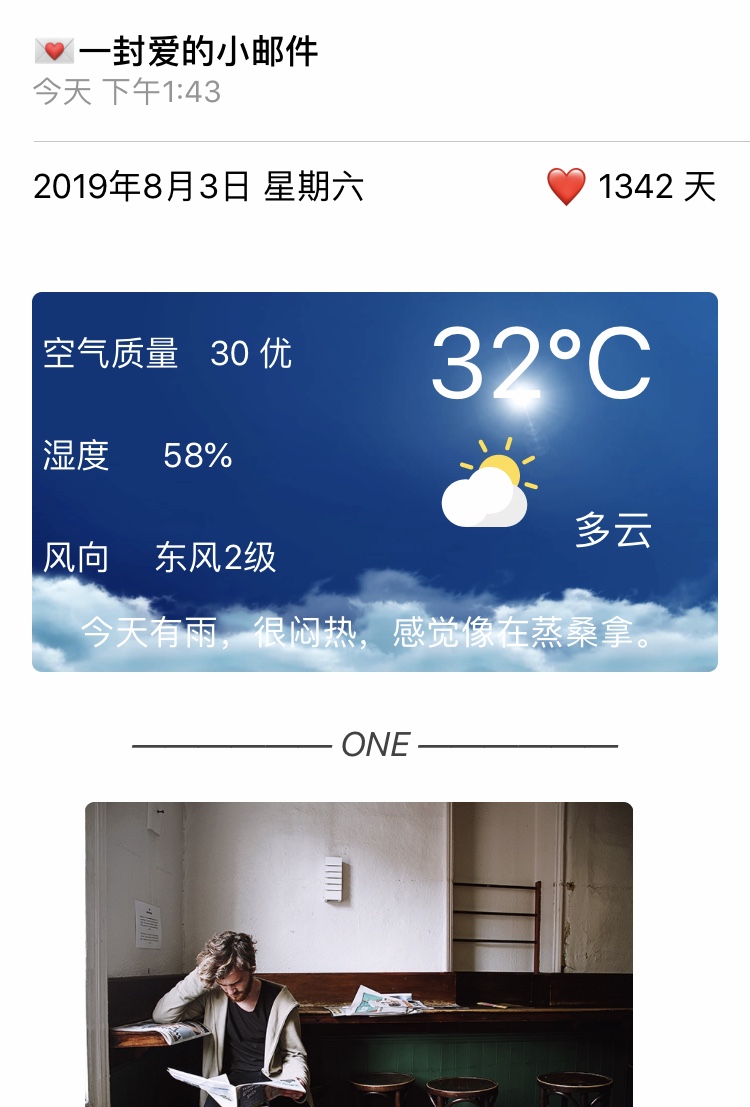 一封爱的小邮件
今天 下午1:43
2019年8月3日 星期六 1342 天
空气质量 30 优
32°C
湿度 58%
多云
风向 东风2级
今天有雨，很闷热，感觉像在蒸桑拿。
ONE